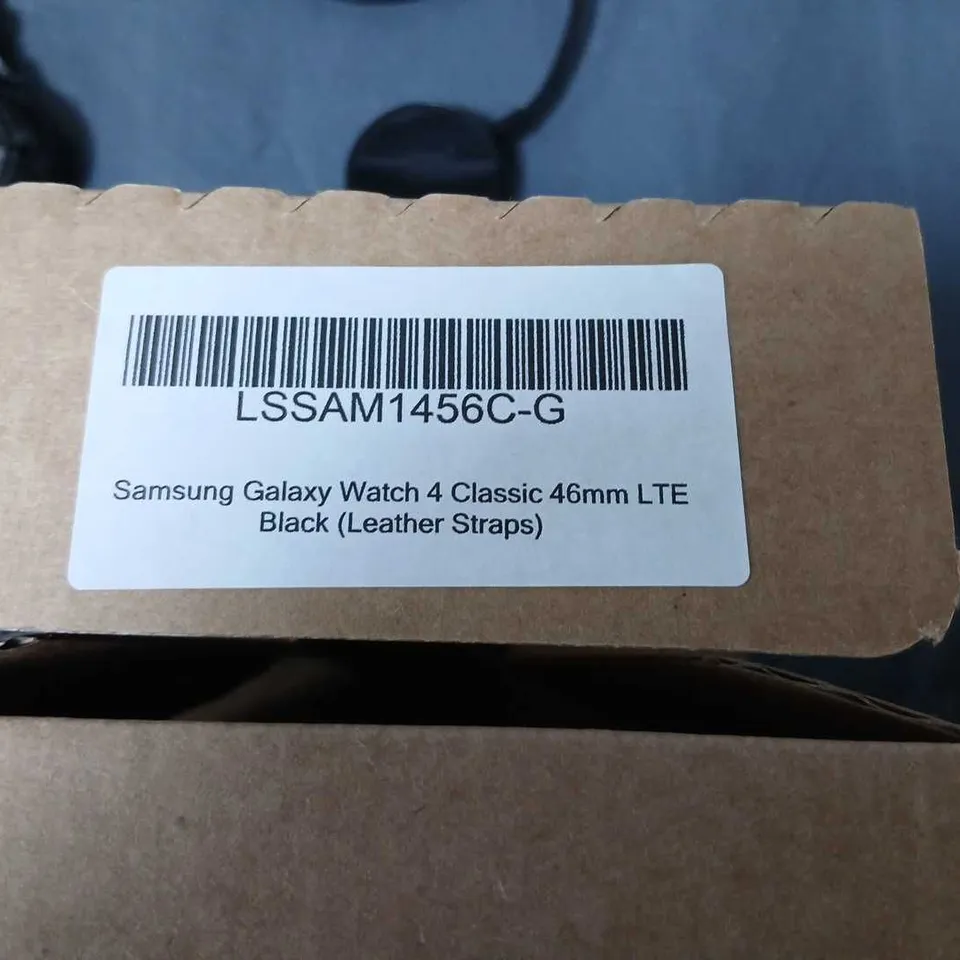 LSSAM1456C-G
Samsung Galaxy Watch 4 Classic 46mm LTE
Black (Leather Straps)